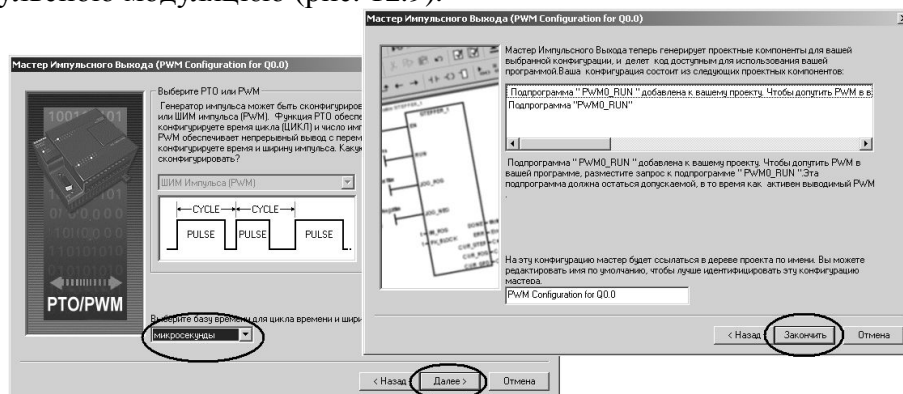 ульсною модуляцією (рис. 12.9).
Мастер Импульсного Выхода (PWM Configuration for Q0.0)
Выберите PTO или PWM
Генератор импульса может быть сконфигуриров
или ШИМ импульса (PWM). Функция PTO обеспе
конфигурируете время цикла (ЦИКЛ) и число имп
PWM обеспечивает непрерывный вывод с перем
конфигурируете время и ширину импульса. Каку
сконфигурировать?
ШИМ Импульса (PWM)
CYCLE CYCLE
PULSE PULSE PULSE
PTO/PWM
Выберите базу времени для цикла времени и шири
микросекунды
< Назад Далее > Отмена
Мастер Импульсного Выхода (PWM Configuration for Q0.0)
Мастер Импульсного Выхода теперь генерирует проектные компоненты для вашей
выбранной конфигурации, и делет код доступным для использования вашей
программой.Ваша конфигурация состоит из следующих проектных компонентов:
Подпрограмма "PWM0_RUN " добавлена к вашему проекту. Чтобы допутить PWM в в
Подпрограмма "PWM0_RUN"
Подпрограмма " PWM0_RUN " добавлена к вашему проекту. Чтобы допутить PWM в
вашей программе, разместите запрос к подпрограмме " PWM0_RUN ".Эта
подпрограмма должна остаться допускаемой, в то время как активен выводимый PWM
.
На эту конфигурацию мастер будет ссылаться в дереве проекта по имени. Вы можете
редактировать имя по умолчанию, чтобы лучше идентифицировать эту конфигурацию
мастера.
PWM Configuration for Q0.0
< Назад Закончить Отмена